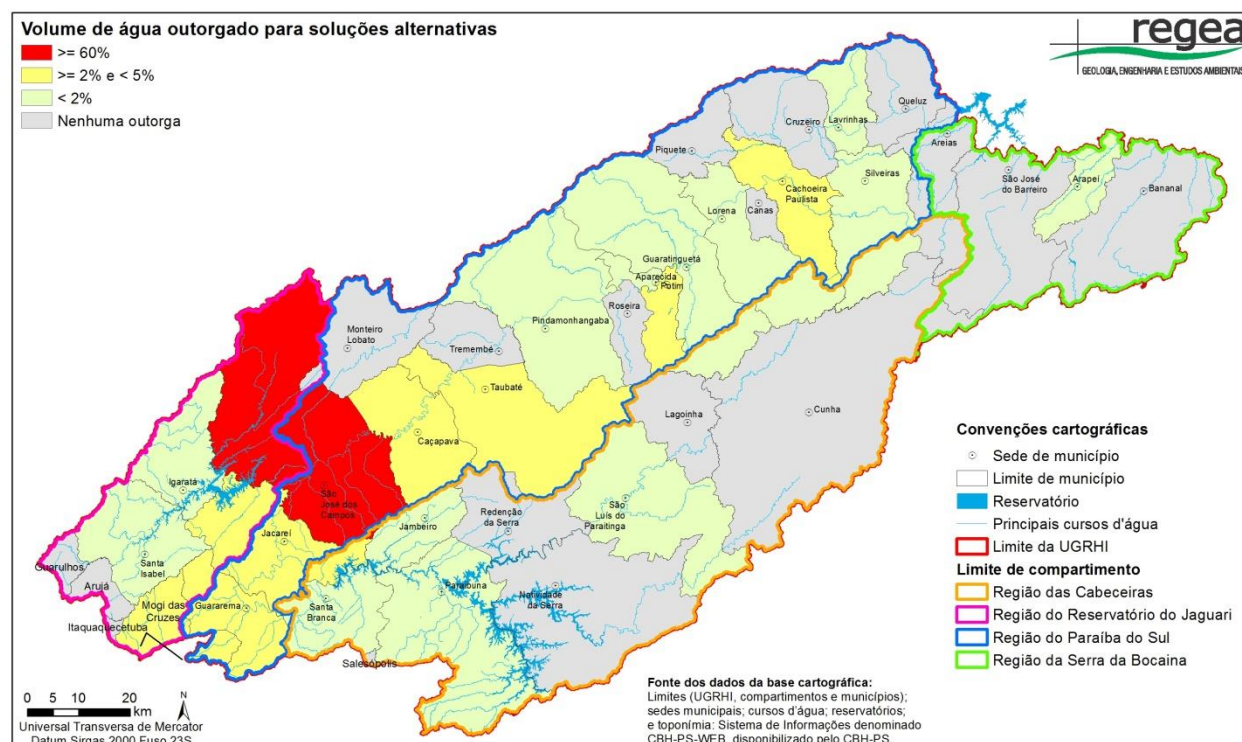 Volume de água outorgado para soluções alternativas
>= 60%
>= 2% e < 5%
< 2%
Nenhuma outorga
regea
GEOLOGIA, ENGENHARIA E ESTUDOS AMBIENTAIS
Queluz
Lavrinhas
Cruzeiro
Areias
Piquete
São José
do Barreiro
Arapeí
Bananal
Silveiras
Cachoeira
Paulista
Canas
Lorena
Guaratinguetá
Aparecida
Potim
Roseira
Pindamonhangaba
Monteiro
Lobato
Tremembé
Taubaté
Caçapava
Lagoinha
Cunha
São José dos
Campos
Igaratá
São
Luís do
Paraitinga
Redenção
da Serra
Jambeiro
Jacareí
Santa
Isabel
Guarulhos
Arujá
Paraibuna
Natividade
da Serra
Santa
Branca
Guararema
Mogi das
Cruzes
Itaquaquecetuba
Salesópolis
Convenções cartográficas
Sede de município
Limite de município
Reservatório
Principais cursos d'água
Limite da UGRHI
Limite de compartimento
Região das Cabeceiras
Região do Reservatório do Jaguari
Região do Paraíba do Sul
Região da Serra da Bocaina
Fonte dos dados da base cartográfica:
Limites (UGRHI, compartimentos e municípios);
sedes municipais; cursos d'água; reservatórios;
e toponímia: Sistema de Informações denominado
CBH-PS-WEB, disponibilizado pelo CBH-PS
0 5 10 20
km
N
Universal Transversa de Mercator
Datum Sirgas 2000 Fuso 23S